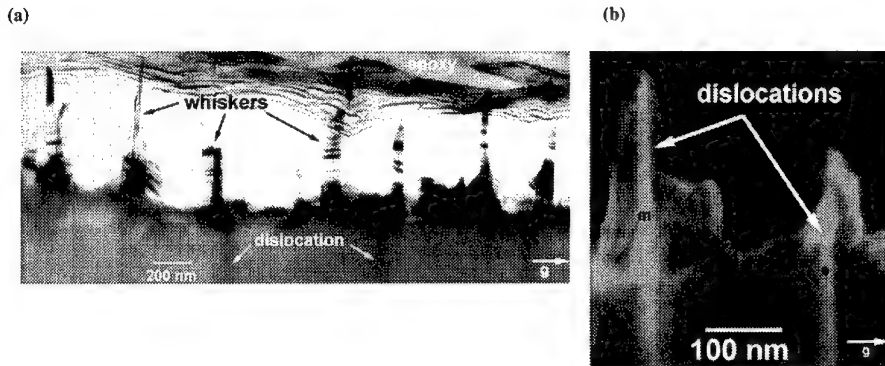 (a)
(b)
epoxy
whiskers
dislocation
200 nm
g
dislocations
m
100 nm
g